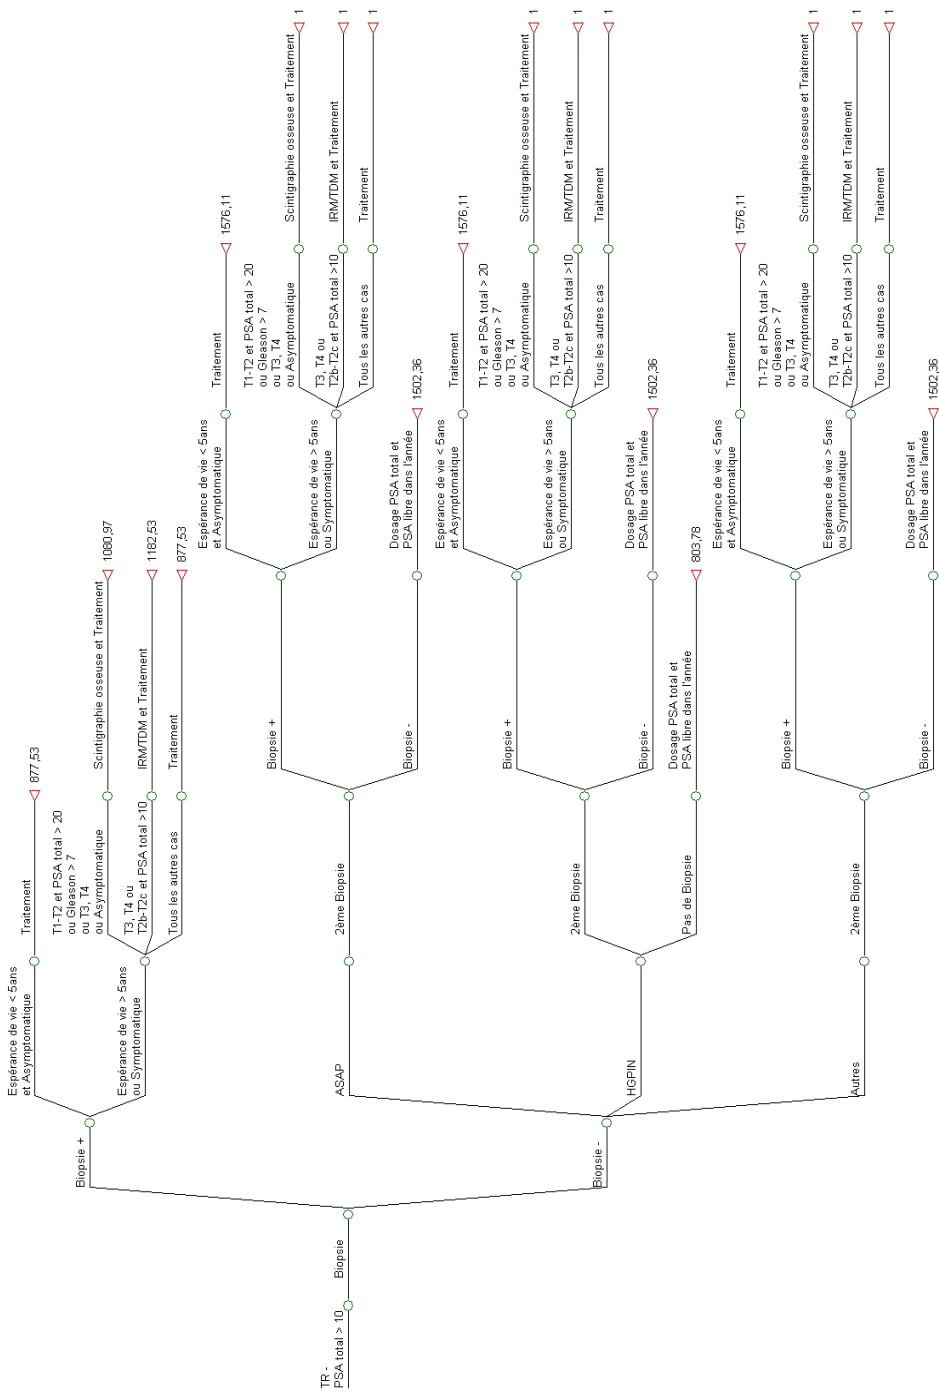 TR -
PSA total > 10
Biopsie
Biopsie +
Espérance de vie < 5ans
et Asymptomatique
Traitement
877,53
Espérance de vie > 5ans
ou Symptomatique
T1-T2 et PSA total > 20
ou Gleason > 7
ou T3, T4
ou Asymptomatique
Scintigraphie osseuse et Traitement
1080,97
T3, T4 ou
T2b-T2c et PSA total >10
IRM/TDM et Traitement
1182,53
Tous les autres cas
Traitement
877,53
Biopsie -
ASAP
2ème Biopsie
Biopsie +
Espérance de vie < 5ans
et Asymptomatique
Traitement
1576,11
Espérance de vie > 5ans
ou Symptomatique
T1-T2 et PSA total > 20
ou Gleason > 7
ou T3, T4
ou Asymptomatique
Scintigraphie osseuse et Traitement
1
T3, T4 ou
T2b-T2c et PSA total >10
IRM/TDM et Traitement
1
Tous les autres cas
Traitement
1
Biopsie -
Dosage PSA total et
PSA libre dans l'année
1502,36
HGPIN
2ème Biopsie
Biopsie +
Espérance de vie < 5ans
et Asymptomatique
Traitement
1576,11
Espérance de vie > 5ans
ou Symptomatique
T1-T2 et PSA total > 20
ou Gleason > 7
ou T3, T4
ou Asymptomatique
Scintigraphie osseuse et Traitement
1
T3, T4 ou
T2b-T2c et PSA total >10
IRM/TDM et Traitement
1
Tous les autres cas
Traitement
1
Biopsie -
Dosage PSA total et
PSA libre dans l'année
1502,36
Pas de Biopsie
Dosage PSA total et
PSA libre dans l'année
803,78
Autres
2ème Biopsie
Biopsie +
Espérance de vie < 5ans
et Asymptomatique
Traitement
1576,11
Espérance de vie > 5ans
ou Symptomatique
T1-T2 et PSA total > 20
ou Gleason > 7
ou T3, T4
ou Asymptomatique
Scintigraphie osseuse et Traitement
1
T3, T4 ou
T2b-T2c et PSA total >10
IRM/TDM et Traitement
1
Tous les autres cas
Traitement
1
Biopsie -
Dosage PSA total et
PSA libre dans l'année
1502,36